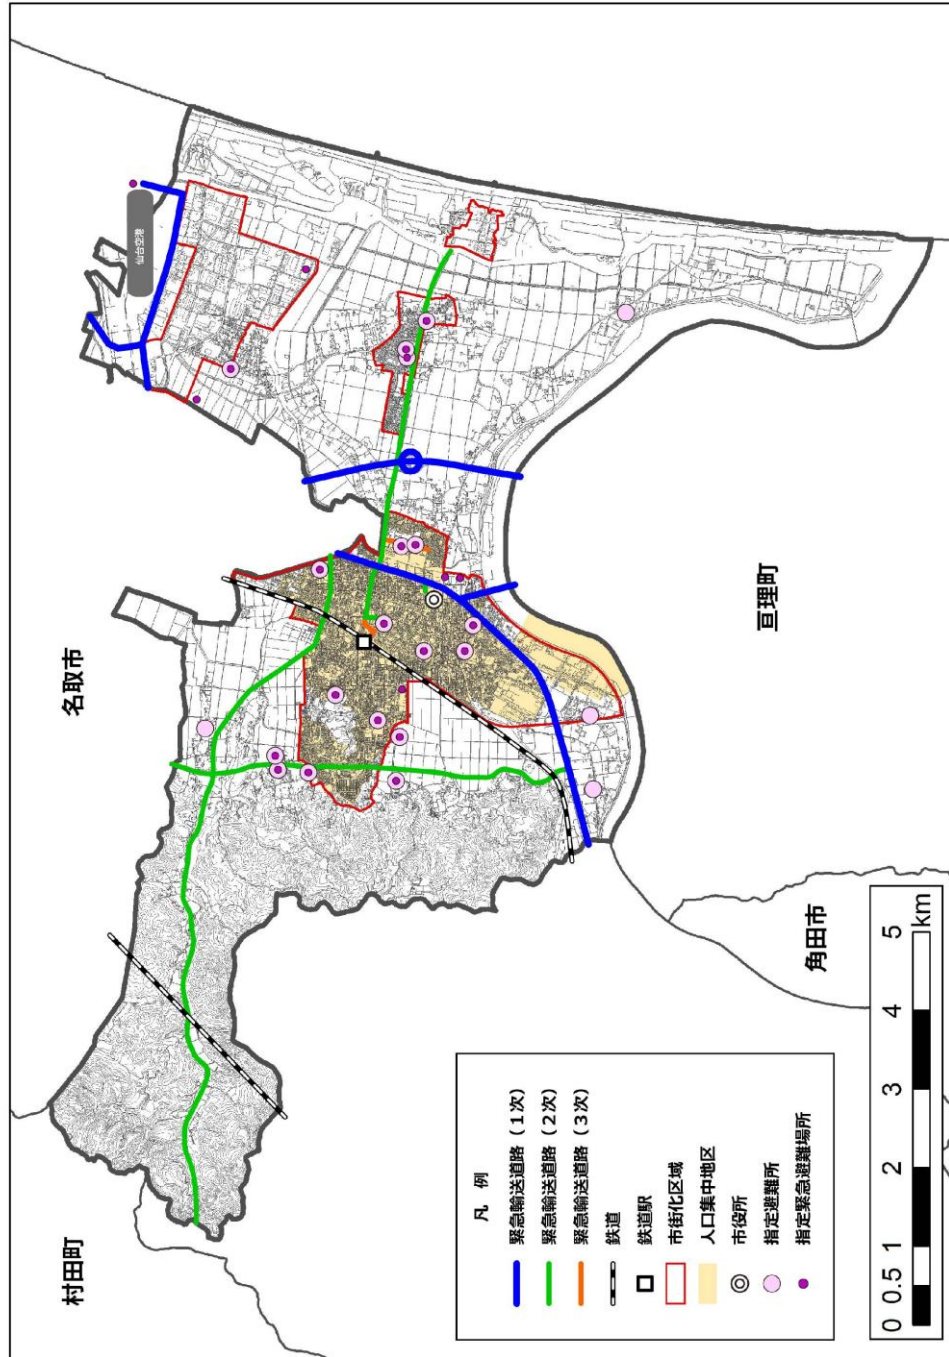 村田町
名取市
仙台空港
亘理町
角田市
凡 例
緊急輸送道路（１次）
緊急輸送道路（２次）
緊急輸送道路（３次）
鉄道
鉄道駅
市街化区域
人口集中地区
市役所
指定避難所
指定緊急避難場所
0 0.5 1 2 3 4 5
km